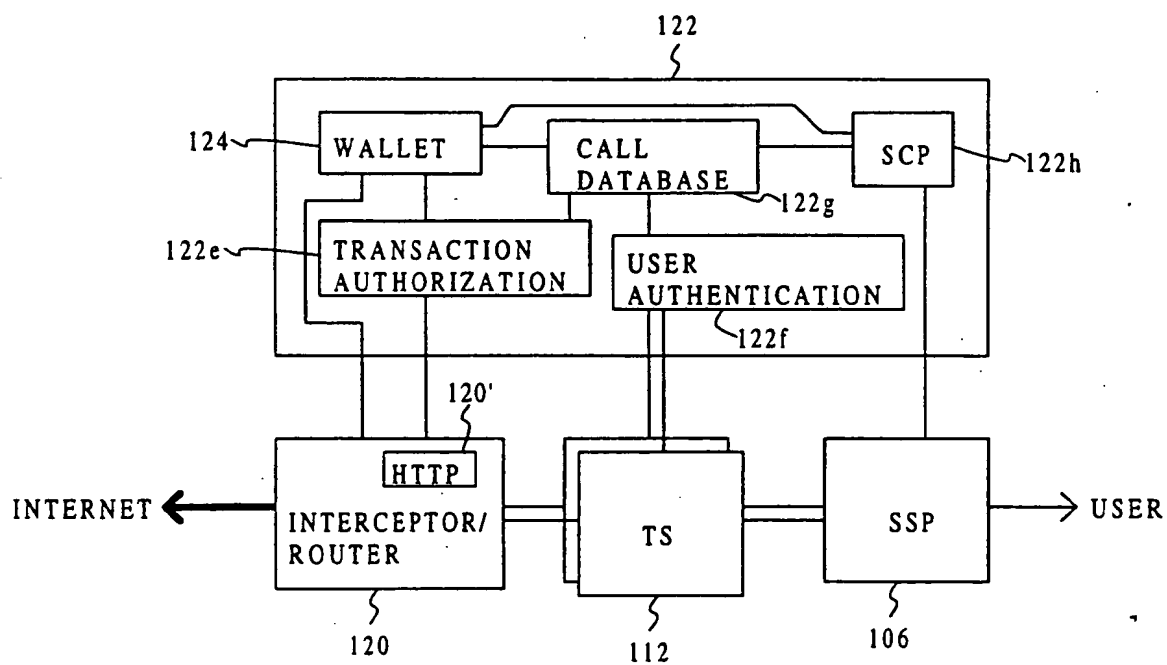 122
124
WALLET
CALL
DATABASE
SCP
122h
122g
122e
TRANSACTION
AUTHORIZATION
USER
AUTHENTICATION
122f
120'
HTTP
INTERNET
INTERCEPTOR/
ROUTER
TS
SSP
USER
120
112
106